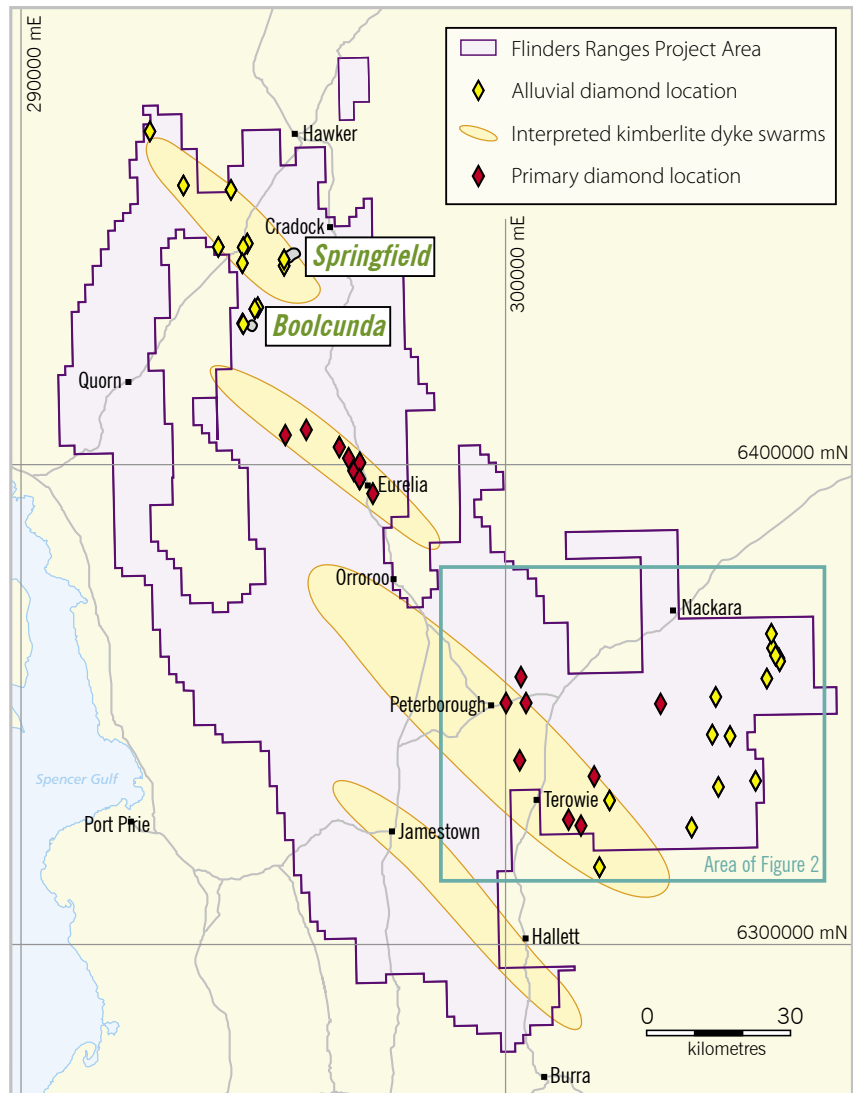 290000 mE
Flinders Ranges Project Area
Alluvial diamond location
Interpreted kimberlite dyke swarms
Primary diamond location
Hawker
Cradock
300000 mE
Springfield
Boolcunda
Quorn
6400000 mN
Eurelia
Orroroo
Nackara
Peterborough
Spencer Gulf
Terowie
Port Pirie
Jamestown
Area of Figure 2
Hallett
6300000 mN
0 30
kilometres
Burra